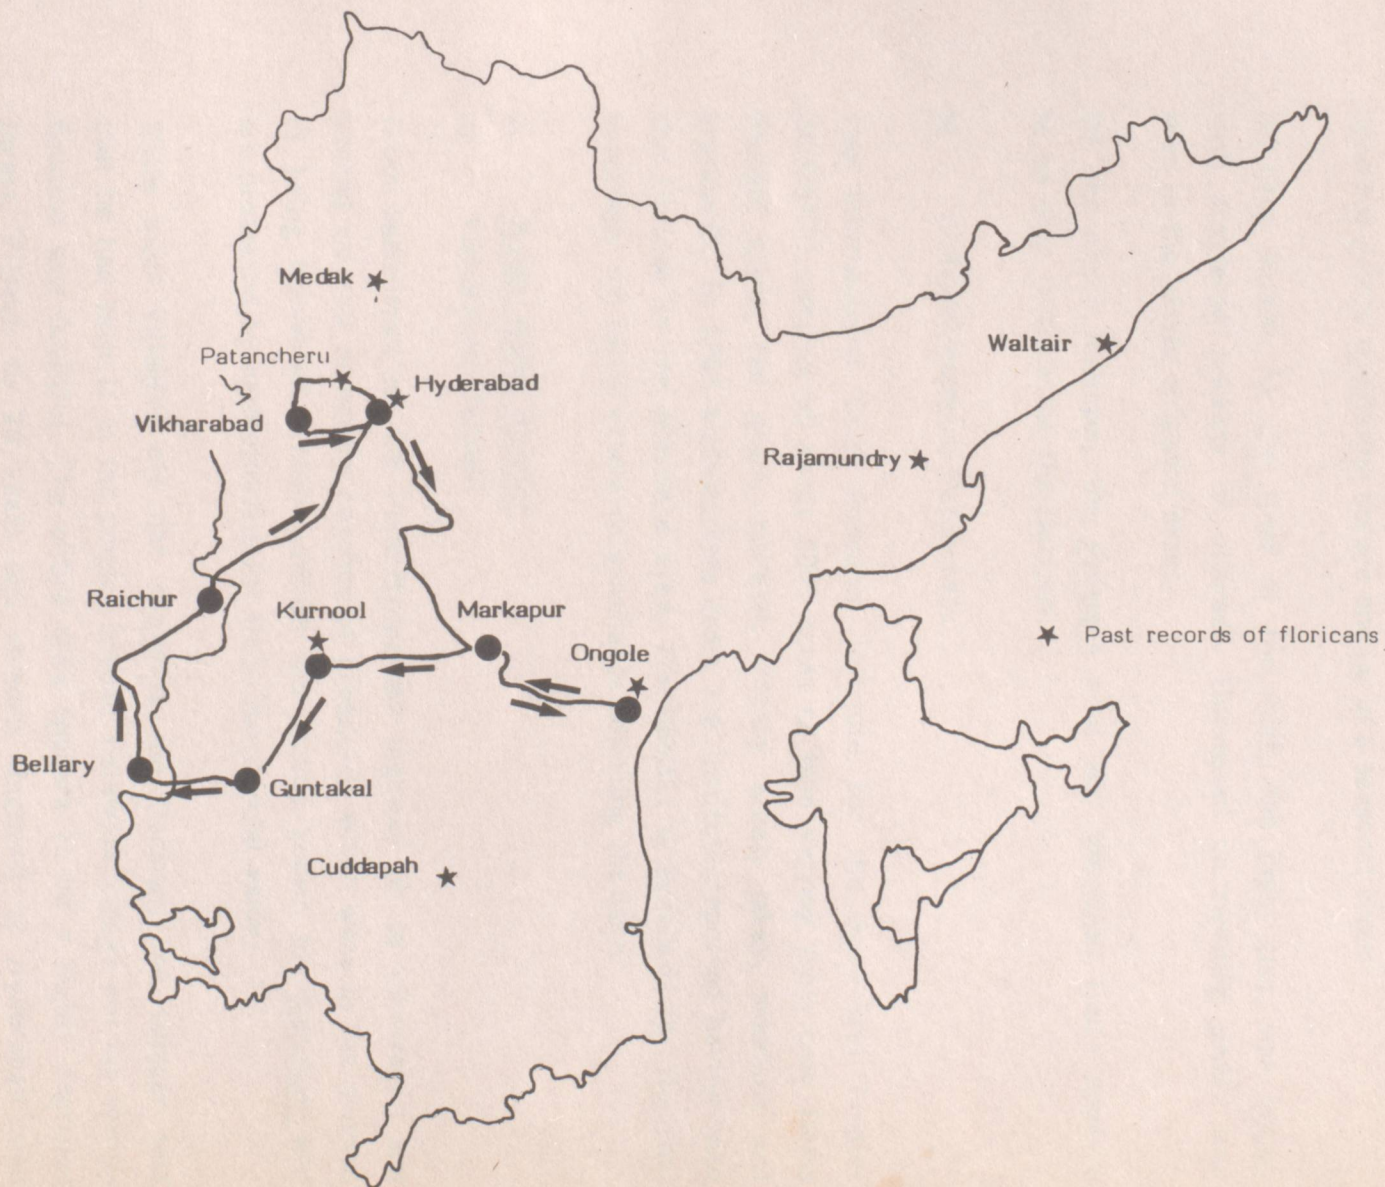 Medak
Patancheru
Hyderabad
Vikharabad
Waltair
Rajamundry
Raichur
Kurnool
Markapur
Ongole
Past records of floricans
Bellary
Guntakal
Cuddapah